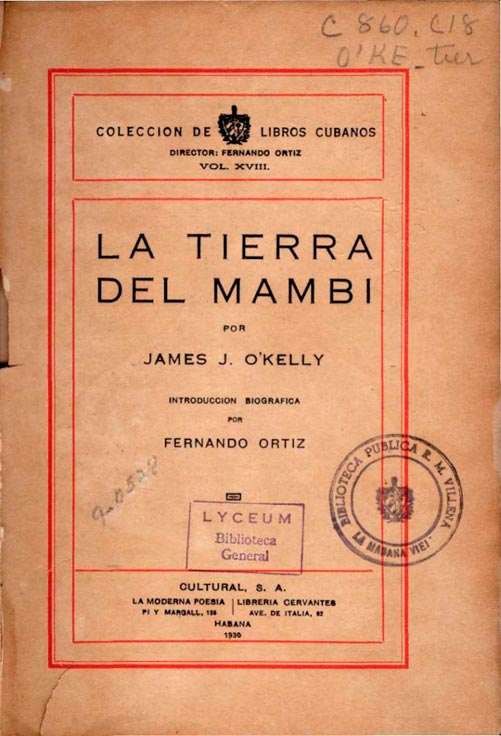 C 860.C18
O'KE-tier
COLECCION DE LIBROS CUBANOS
DIRECTOR: FERNANDO ORTIZ
VOL. XVIII.
LA TIERRA
DEL MAMBI
POR
JAMES J. O'KELLY
INTRODUCCION BIOGRAFICA
POR
FERNANDO ORTIZ
BIBLIOTECA PUBLICA R. M. VILLENA
LA HABANA VIEJ
LYCEUM
Biblioteca
General
CULTURAL, S. A.
LA MODERNA POESIA | LIBRERIA CERVANTES
PI Y MARGALL, 135 | AVE. DE ITALIA, 62
HABANA
1930